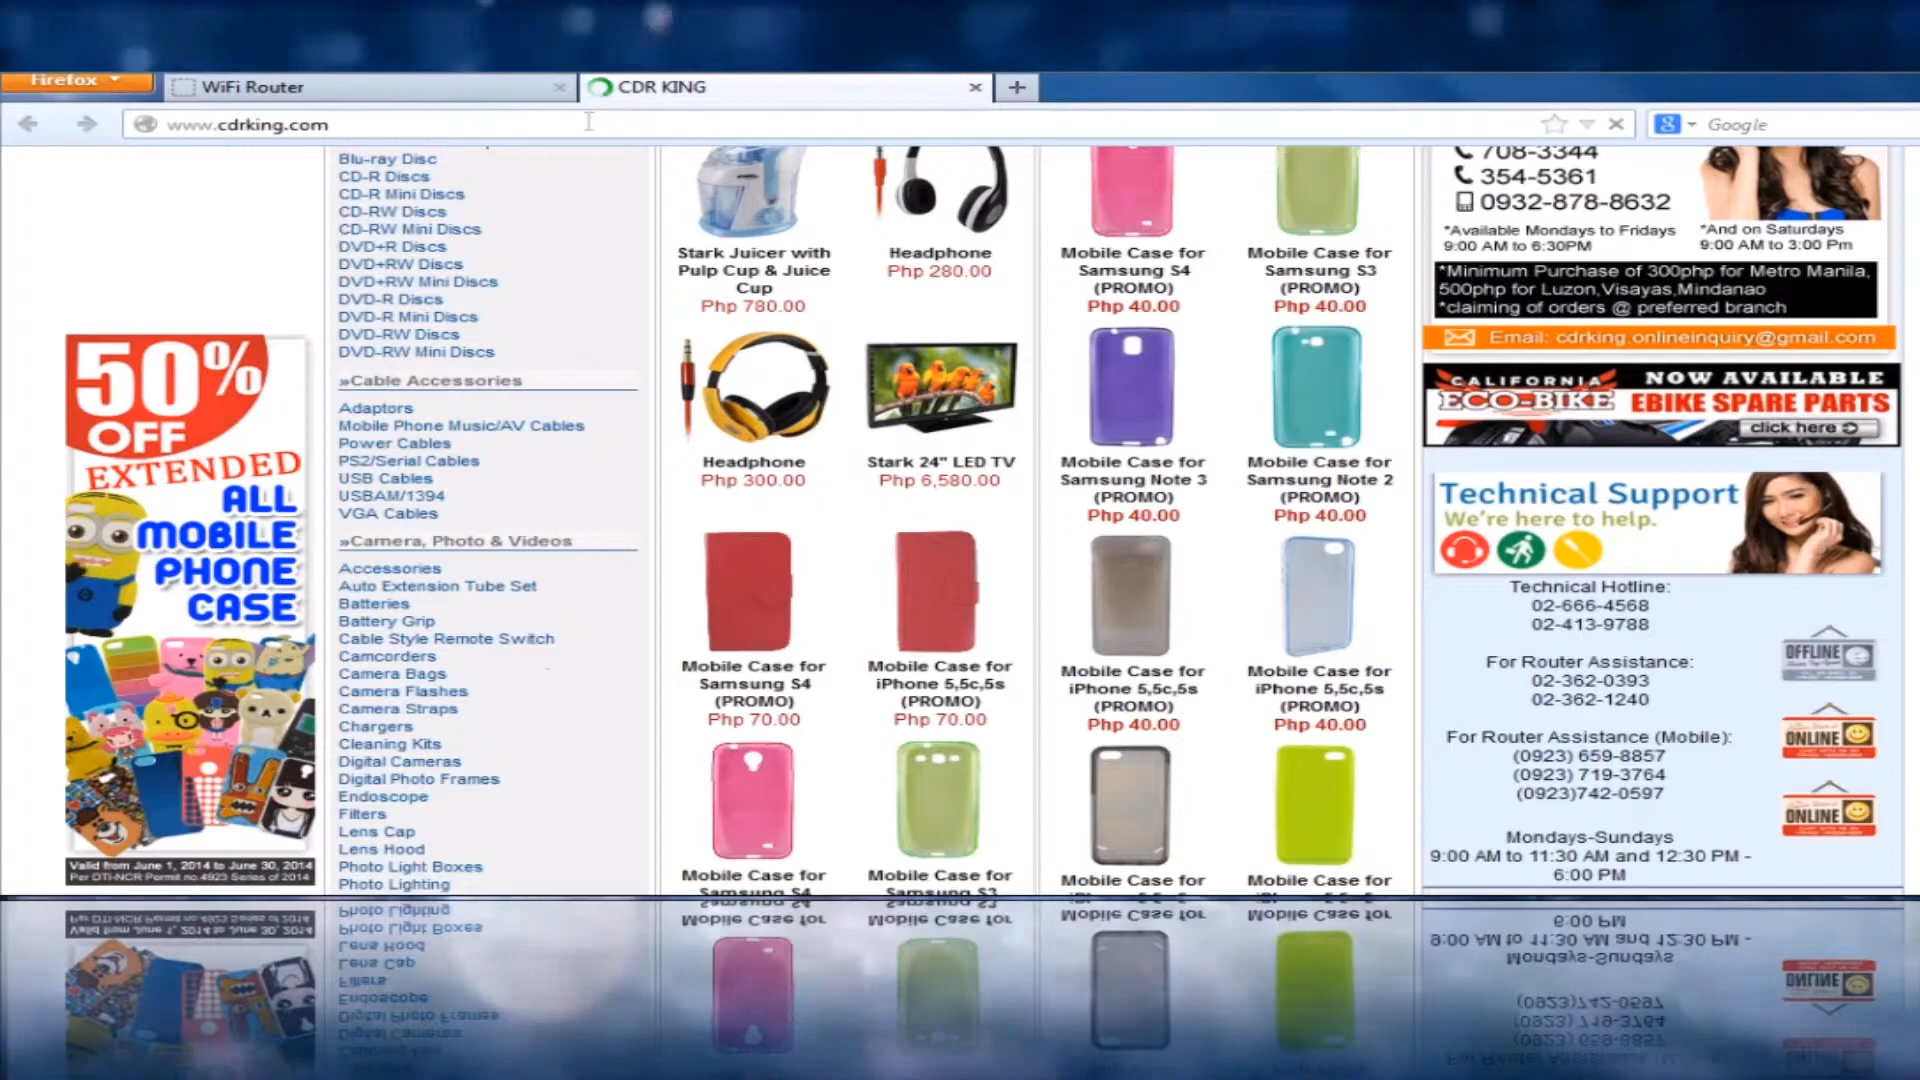 Firefox
WiFi Router
CDR KING
www.cdrking.com
Google
50%
OFF
EXTENDED
ALL
MOBILE
PHONE
CASE
Valid from June 1, 2014 to June 30, 2014
Per DTI-NCR Permit no.4923 Series of 2014
Blu-ray Disc
CD-R Discs
CD-R Mini Discs
CD-RW Discs
CD-RW Mini Discs
DVD+R Discs
DVD+RW Discs
DVD+RW Mini Discs
DVD-R Discs
DVD-R Mini Discs
DVD-RW Discs
DVD-RW Mini Discs
»Cable Accessories
Adaptors
Mobile Phone Music/AV Cables
Power Cables
PS2/Serial Cables
USB Cables
USBAM/1394
VGA Cables
»Camera, Photo & Videos
Accessories
Auto Extension Tube Set
Batteries
Battery Grip
Cable Style Remote Switch
Camcorders
Camera Bags
Camera Flashes
Camera Straps
Chargers
Cleaning Kits
Digital Cameras
Digital Photo Frames
Endoscope
Filters
Lens Cap
Lens Hood
Photo Light Boxes
Photo Lighting
Stark Juicer with
Pulp Cup & Juice
Cup
Php 780.00
Headphone
Php 280.00
Headphone
Php 300.00
Stark 24" LED TV
Php 6,580.00
Mobile Case for
Samsung S4
(PROMO)
Php 70.00
Mobile Case for
iPhone 5,5c,5s
(PROMO)
Php 70.00
Mobile Case for
Samsung S4
Mobile Case for
Samsung S3
Mobile Case for
Samsung S4
(PROMO)
Php 40.00
Mobile Case for
Samsung S3
(PROMO)
Php 40.00
Mobile Case for
Samsung Note 3
(PROMO)
Php 40.00
Mobile Case for
Samsung Note 2
(PROMO)
Php 40.00
Mobile Case for
iPhone 5,5c,5s
(PROMO)
Php 40.00
Mobile Case for
iPhone 5,5c,5s
(PROMO)
Php 40.00
Mobile Case for
Mobile Case for
708-3344
354-5361
0932-878-8632
*Available Mondays to Fridays
9:00 AM to 6:30PM
*And on Saturdays
9:00 AM to 3:00 Pm
*Minimum Purchase of 300php for Metro Manila,
500php for Luzon,Visayas,Mindanao
*claiming of orders @ preferred branch
Email: cdrking.onlineinquiry@gmail.com
CALIFORNIA
ECO-BIKE
NOW AVAILABLE
EBIKE SPARE PARTS
click here
Technical Support
We're here to help.
Technical Hotline:
02-666-4568
02-413-9788
For Router Assistance:
02-362-0393
02-362-1240
For Router Assistance (Mobile):
(0923) 659-8857
(0923) 719-3764
(0923)742-0597
Mondays-Sundays
9:00 AM to 11:30 AM and 12:30 PM -
6:00 PM
OFFLINE
ONLINE
ONLINE